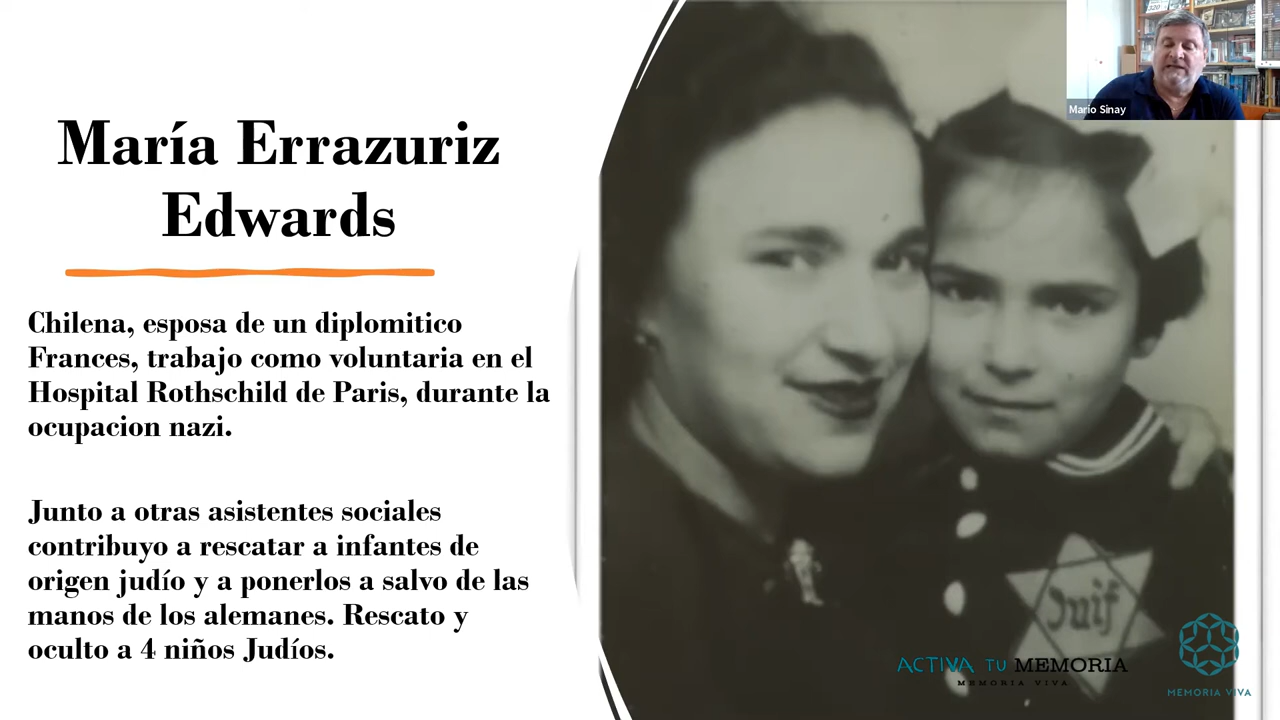 María Errazuriz
Edwards
Chilena, esposa de un diplomitico
Frances, trabajo como voluntaria en el
Hospital Rothschild de Paris, durante la
ocupacion nazi.
Junto a otras asistentes sociales
contribuyo a rescatar a infantes de
origen judío y a ponerlos a salvo de las
manos de los alemanes. Rescato y
oculto a 4 niños Judíos.
Mario Sinay
Juif
ACTIVA TU MEMORIA
MEMORIA VIVA
MEMORIA VIVA